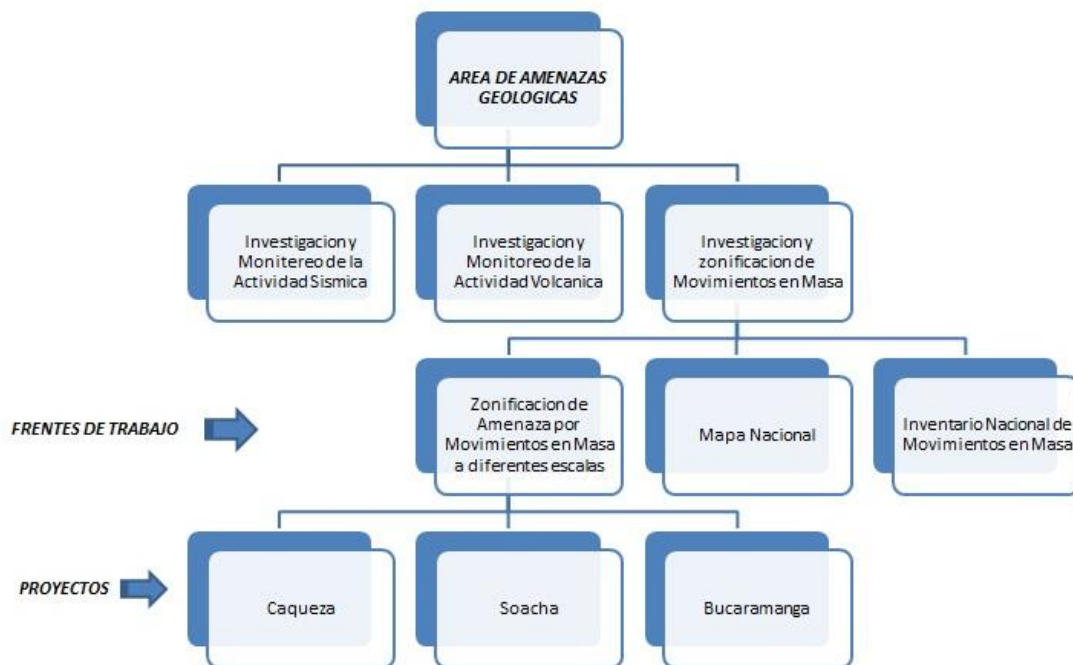 AREA DE AMENAZAS
GEOLOGICAS
Investigacion y
Monitereo de la
Actividad Sismica
Investigacion y
Monitoreo de la
Actividad Volcanica
Investigacion y
zonificacion de
Movimientos en Masa
FRENTES DE TRABAJO
Zonificacion de
Amenaza por
Movimientos en Masa
a diferentes escalas
Mapa Nacional
Inventario Nacional de
Movimientos en Masa
PROYECTOS
Caqueza
Soacha
Bucaramanga